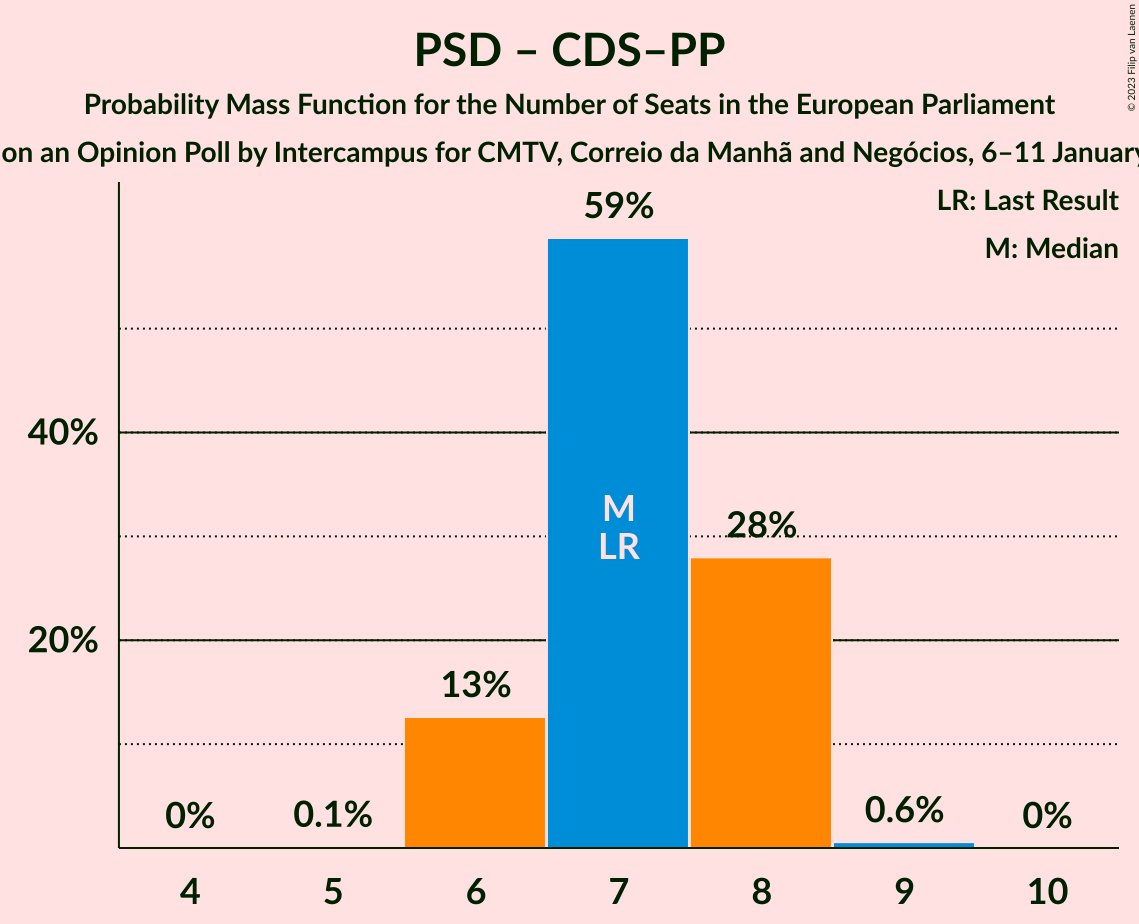 PSD – CDS–PP
Probability Mass Function for the Number of Seats in the European Parliament
on an Opinion Poll by Intercampus for CMTV, Correio da Manhã and Negócios, 6–11 January
© 2023 Filip van Laenen
LR: Last Result
M: Median
59%
40%
M
LR
28%
20%
13%
0%
0.1%
0.6%
0%
4
5
6
7
8
9
10